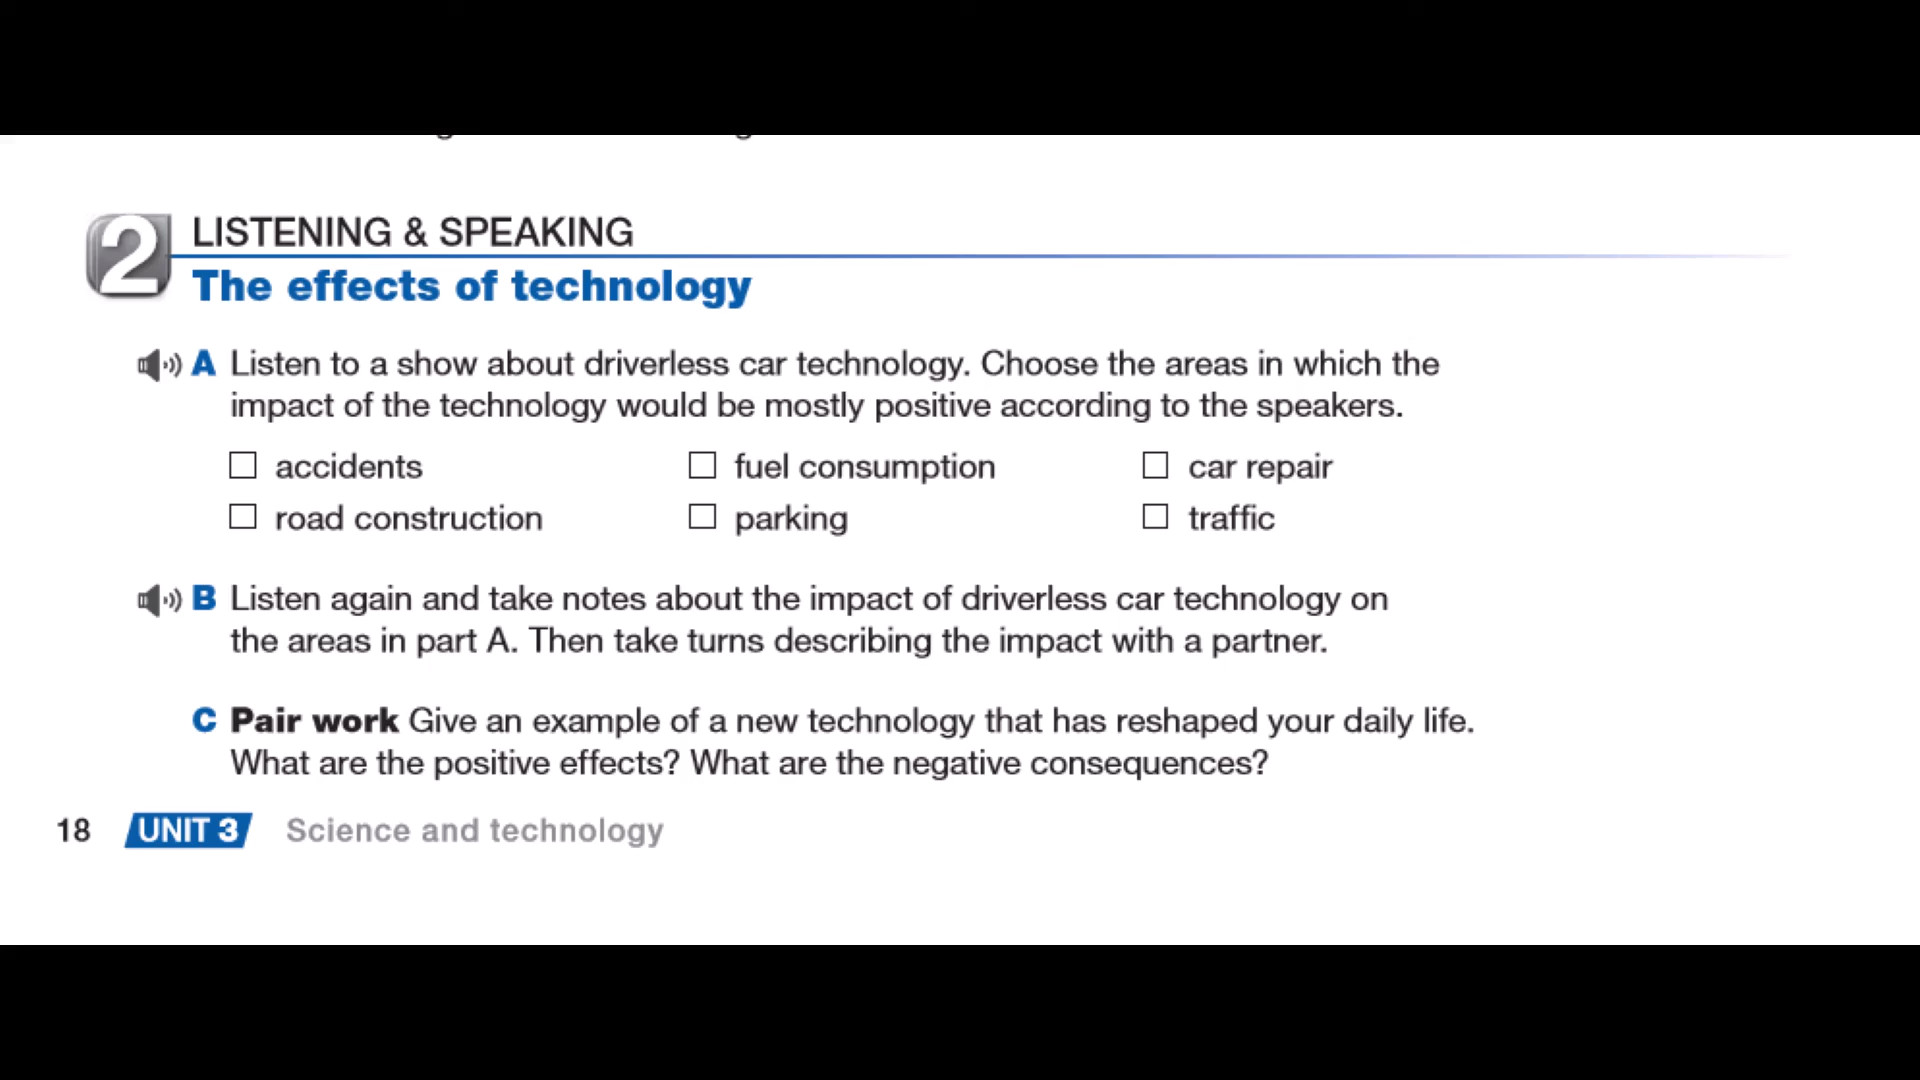 2 LISTENING & SPEAKING
The effects of technology
A Listen to a show about driverless car technology. Choose the areas in which the
impact of the technology would be mostly positive according to the speakers.
accidents fuel consumption car repair
road construction parking traffic
B Listen again and take notes about the impact of driverless car technology on
the areas in part A. Then take turns describing the impact with a partner.
C Pair work Give an example of a new technology that has reshaped your daily life.
What are the positive effects? What are the negative consequences?
18 UNIT 3 Science and technology